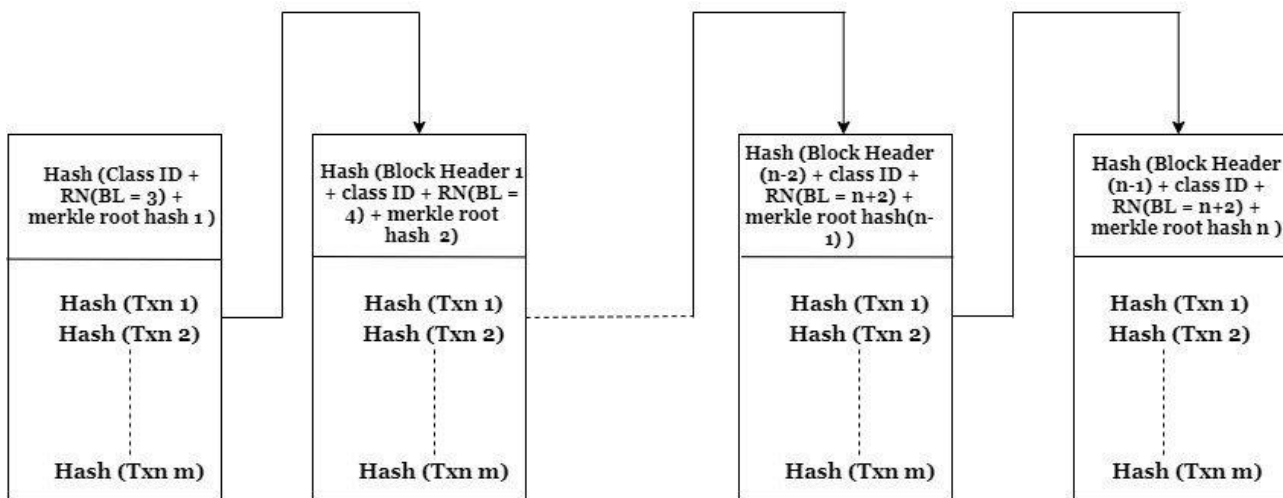 Hash (Class ID +
RN(BL = 3) +
merkle root hash 1 )
Hash (Txn 1)
Hash (Txn 2)
Hash (Txn m)
Hash (Block Header 1
+ class ID + RN(BL =
4) + merkle root
hash 2)
Hash (Txn 1)
Hash (Txn 2)
Hash (Txn m)
Hash (Block Header
(n-2) + class ID +
RN(BL = n+2) +
merkle root hash(n-
1) )
Hash (Txn 1)
Hash (Txn 2)
Hash (Txn m)
Hash (Block Header
(n-1) + class ID +
RN(BL = n+2) +
merkle root hash n )
Hash (Txn 1)
Hash (Txn 2)
Hash (Txn m)